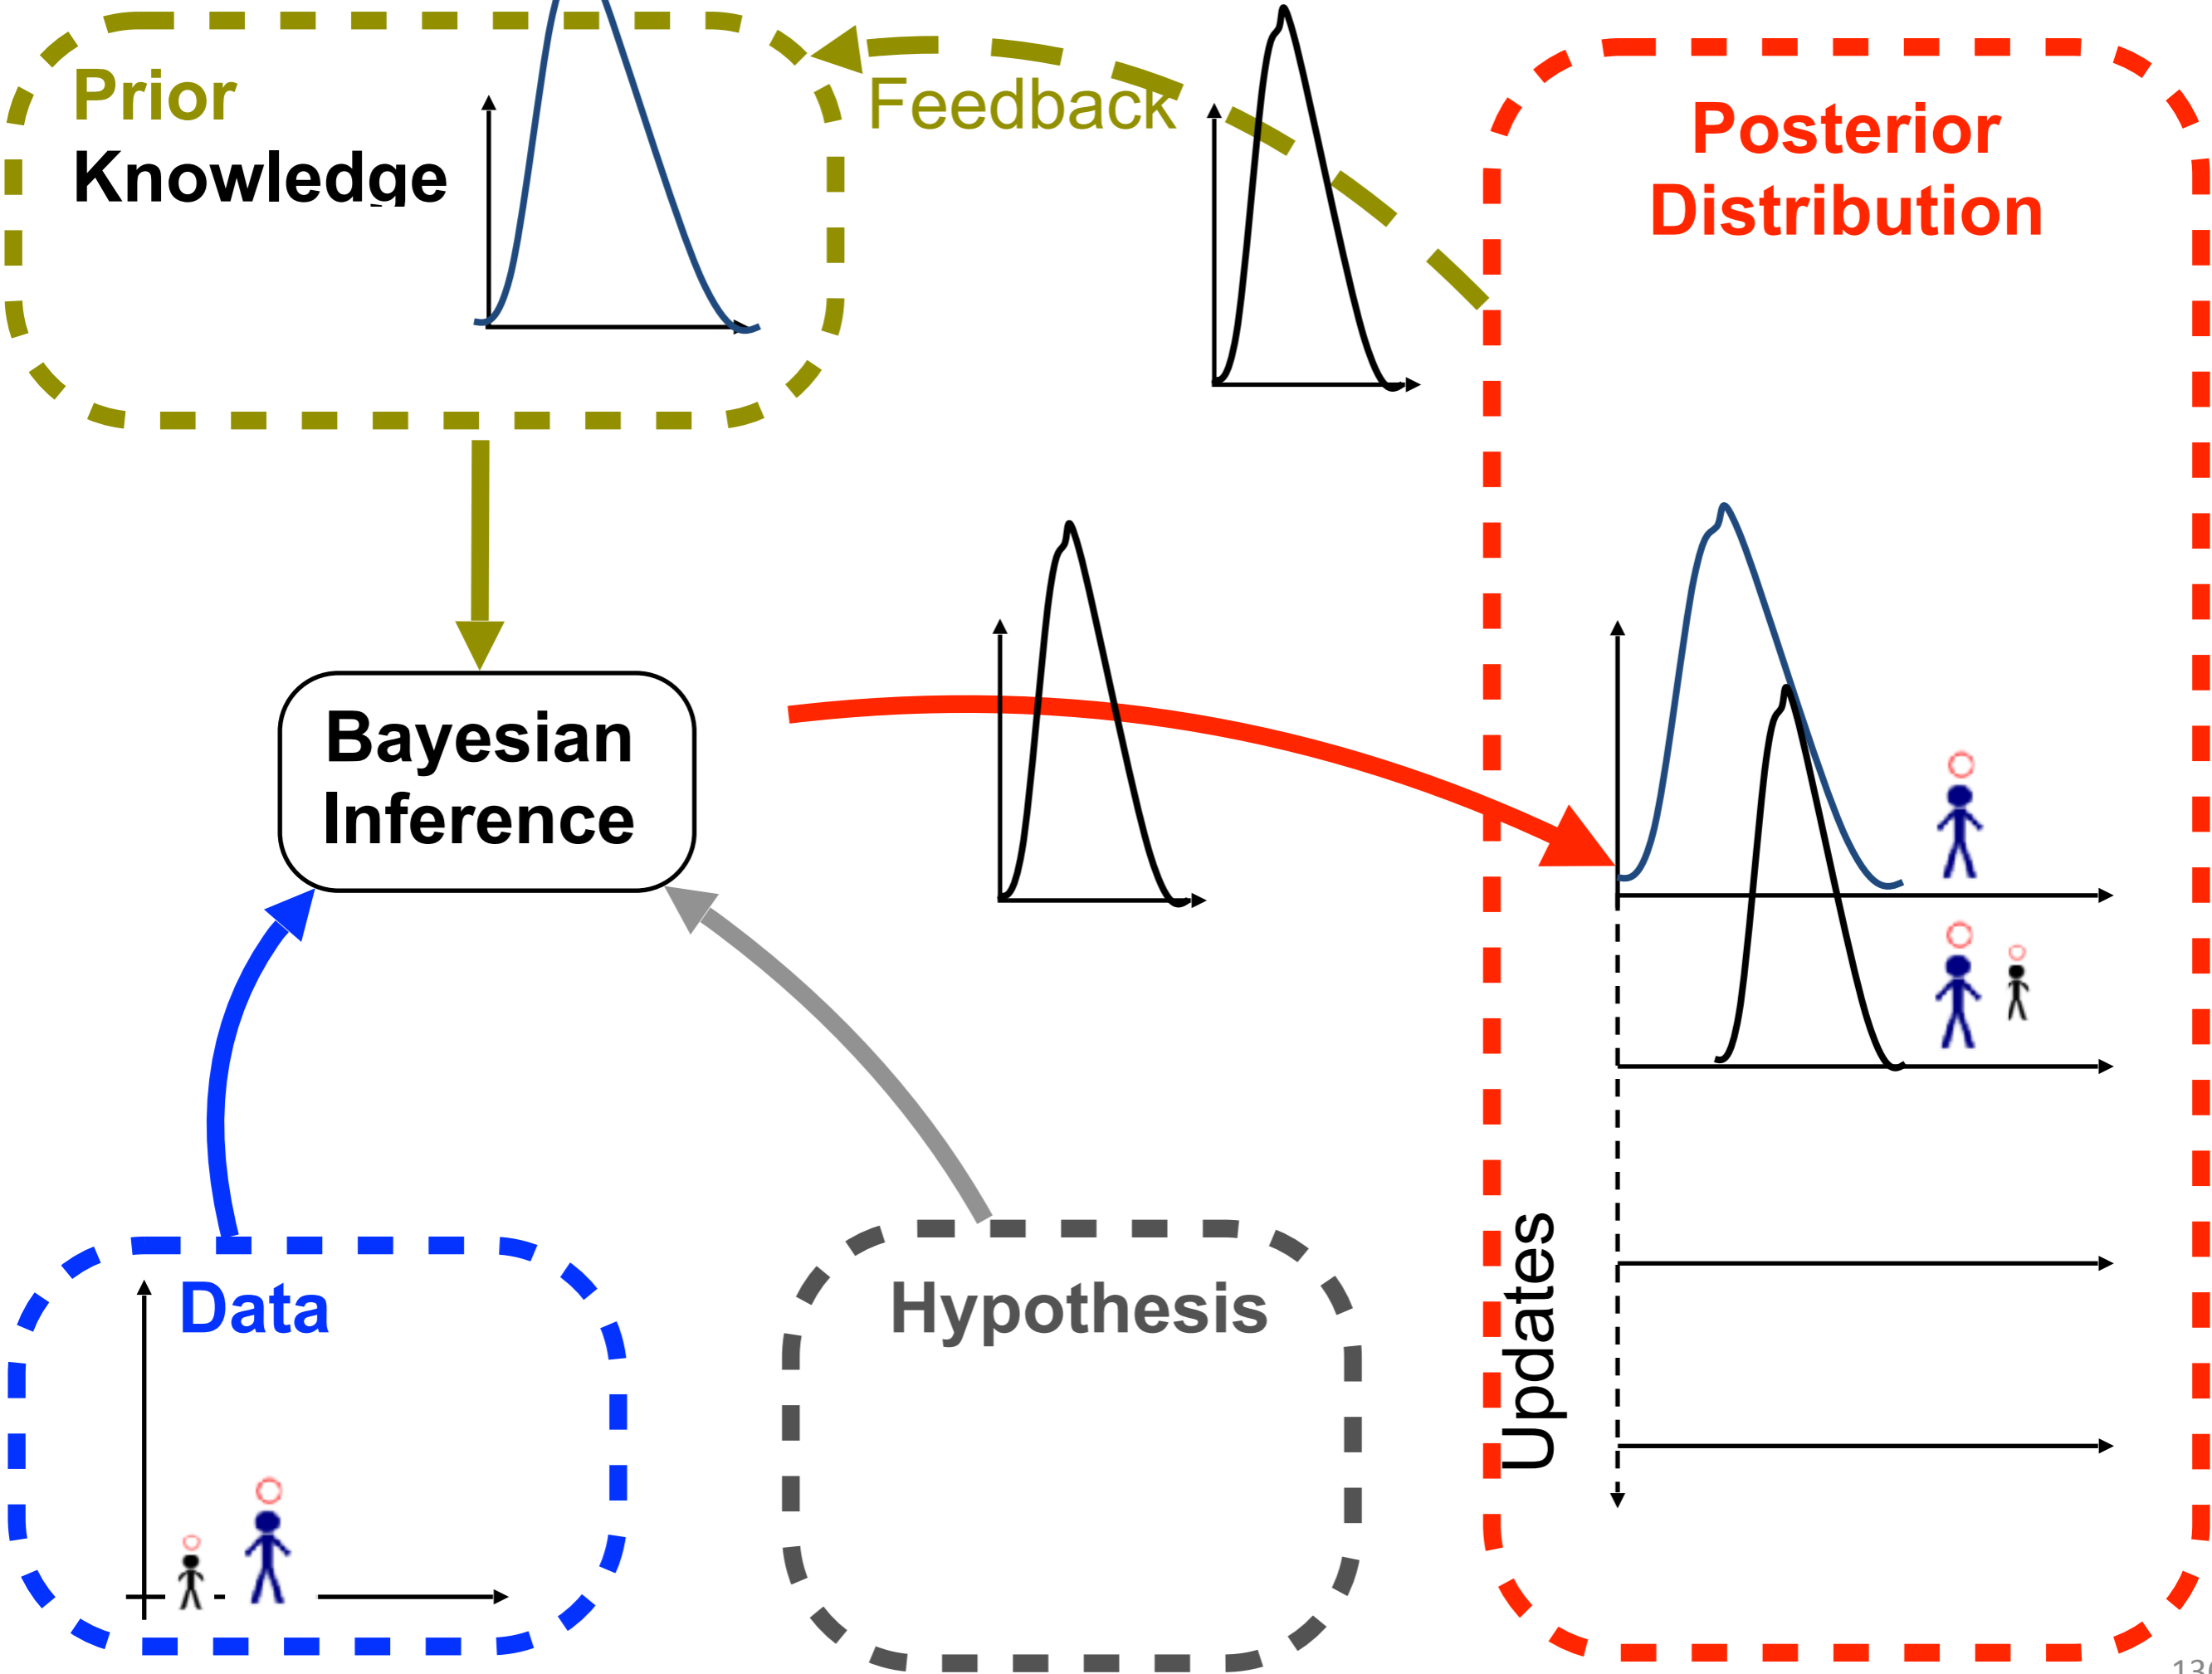 Prior
Knowledge
Feedback
Posterior
Distribution
Bayesian
Inference
Data
Hypothesis
Updates